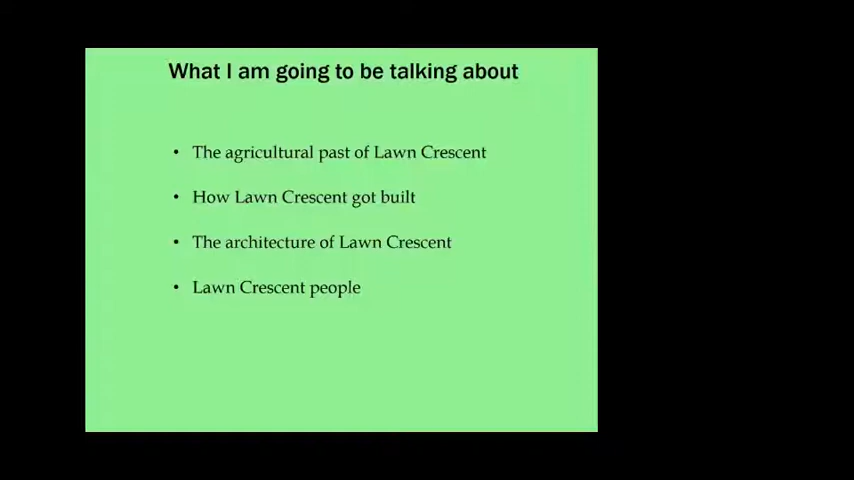 What I am going to be talking about
• The agricultural past of Lawn Crescent
• How Lawn Crescent got built
• The architecture of Lawn Crescent
• Lawn Crescent people